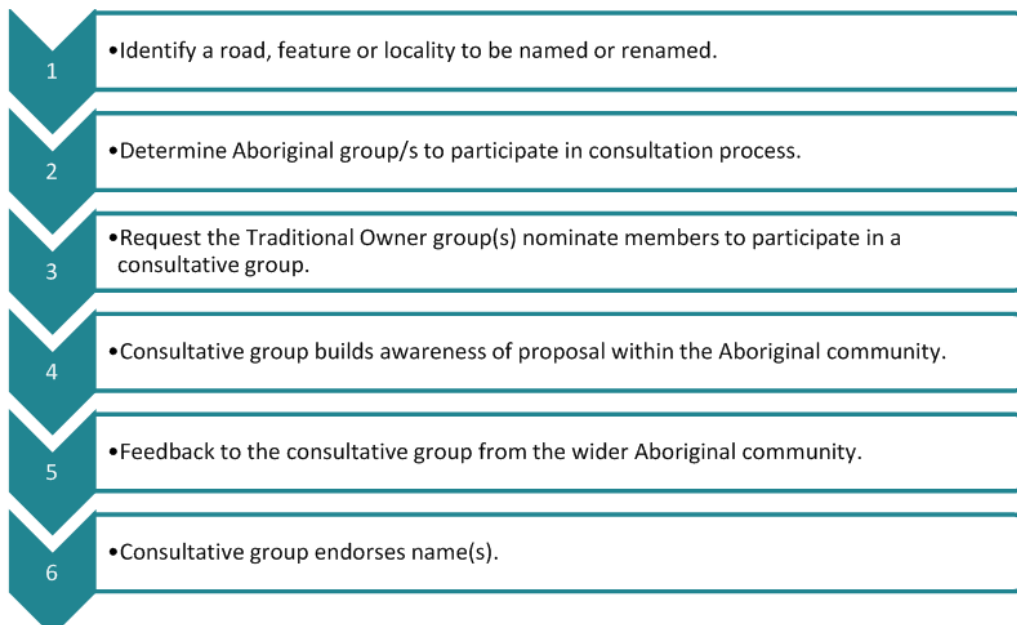 1
•Identify a road, feature or locality to be named or renamed.
2
•Determine Aboriginal group/s to participate in consultation process.
3
•Request the Traditional Owner group(s) nominate members to participate in a
consultative group.
4
•Consultative group builds awareness of proposal within the Aboriginal community.
5
•Feedback to the consultative group from the wider Aboriginal community.
6
•Consultative group endorses name(s).